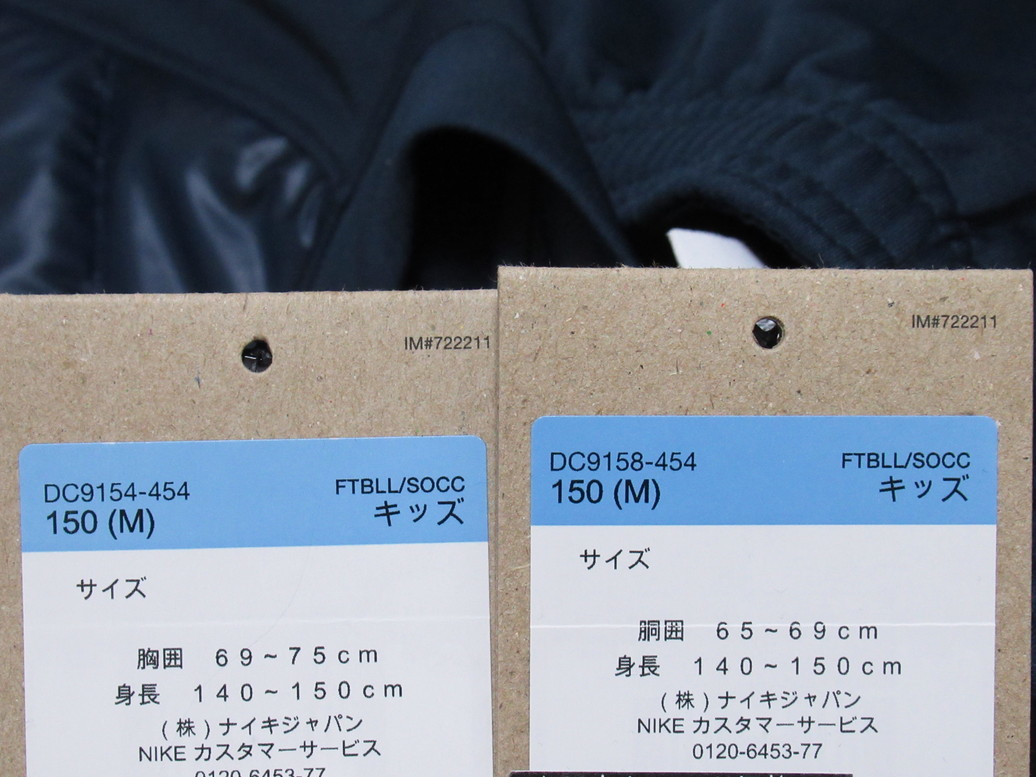 IM#722211
DC9154-454
FTBLL/SOCC
150 (M)
キッズ
サイズ
胸囲 69~75cm
身長 140~150cm
(株)ナイキジャパン
NIKE カスタマーサービス
0120-6453-77
IM#722211
DC9158-454
FTBLL/SOCC
150 (M)
キッズ
サイズ
胴囲 65~69cm
身長 140~150cm
(株)ナイキジャパン
NIKE カスタマーサービス
0120-6453-77